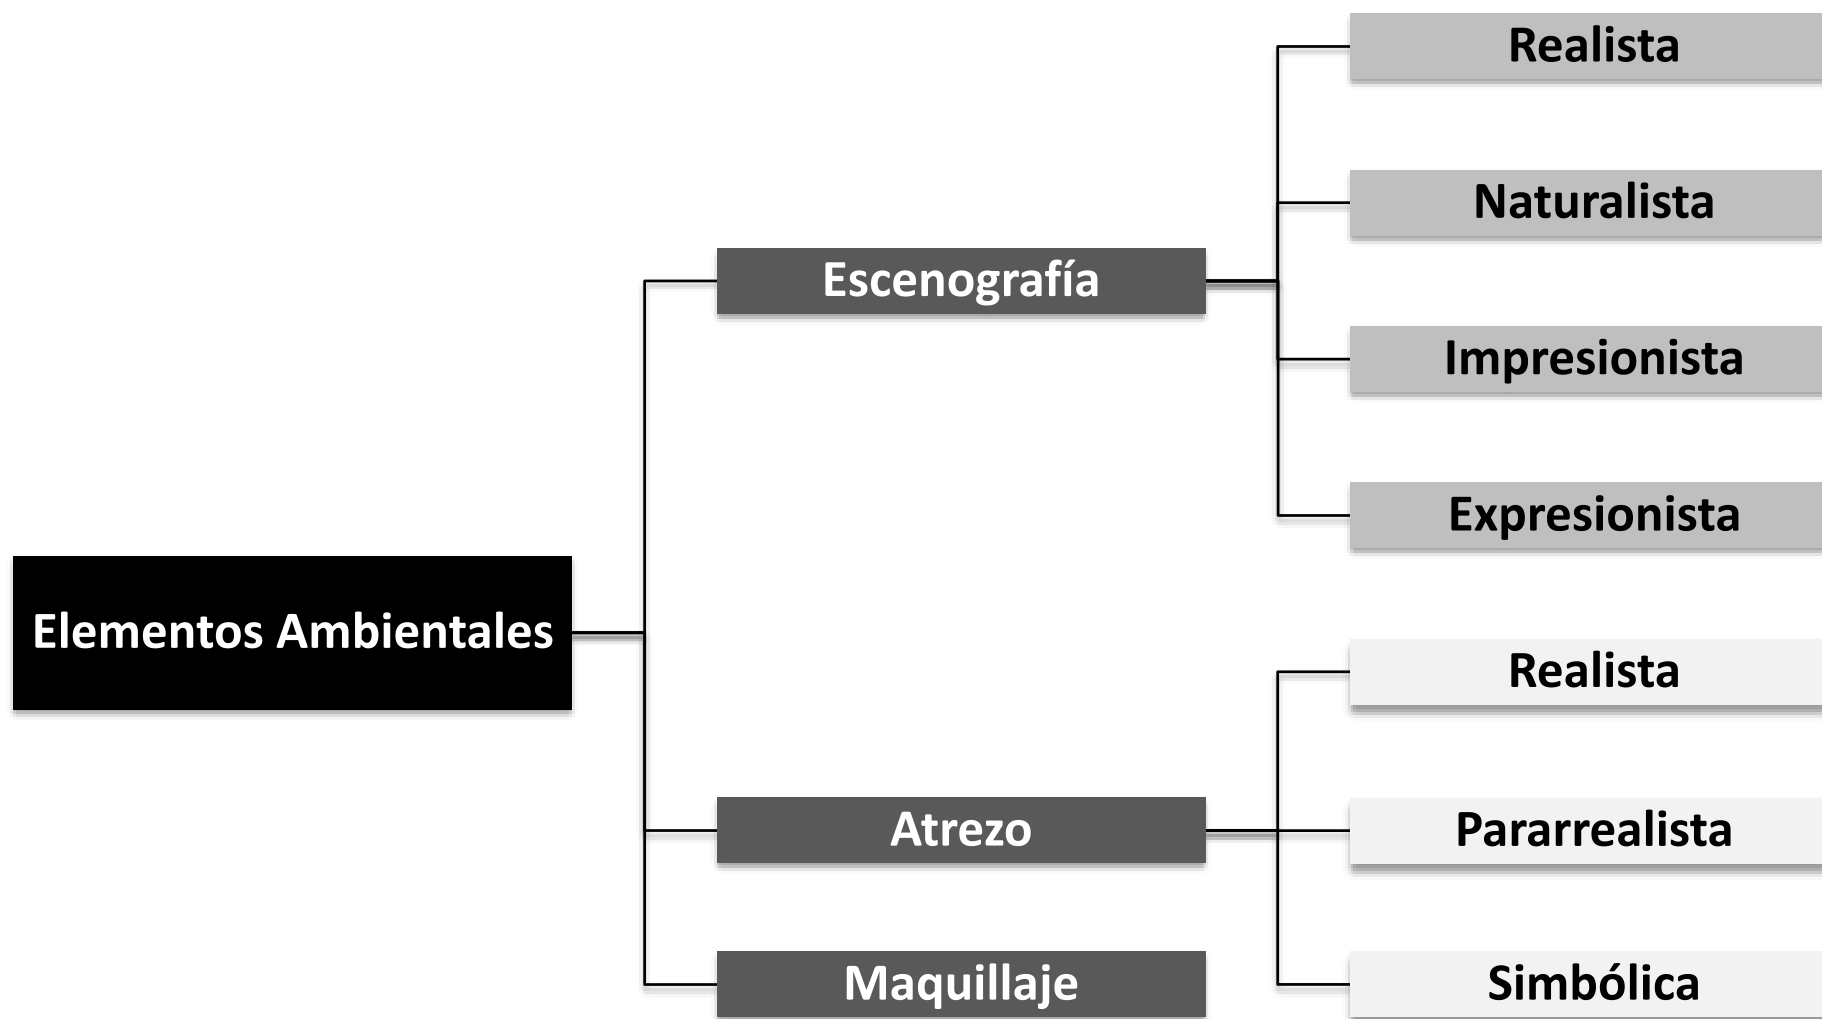 Realista
Naturalista
Escenografía
Impresionista
Expresionista
Elementos Ambientales
Realista
Atrezo
Pararrealista
Maquillaje
Simbólica